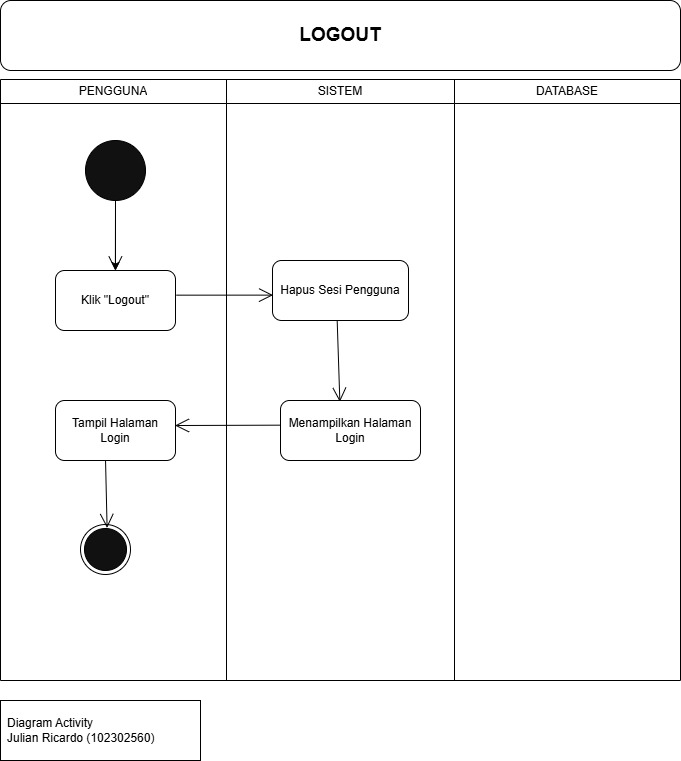 LOGOUT
PENGGUNA
SISTEM
DATABASE
Klik "Logout"
Hapus Sesi Pengguna
Tampil Halaman
Login
Menampilkan Halaman
Login
Diagram Activity
Julian Ricardo (102302560)